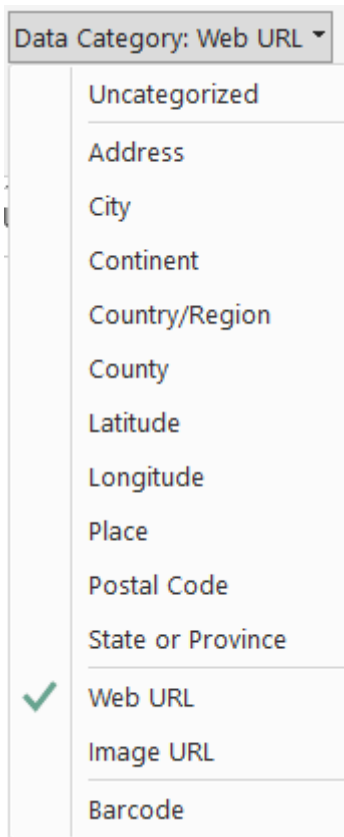 Data Category: Web URL
Uncategorized
Address
City
Continent
Country/Region
County
Latitude
Longitude
Place
Postal Code
State or Province
Web URL
Image URL
Barcode